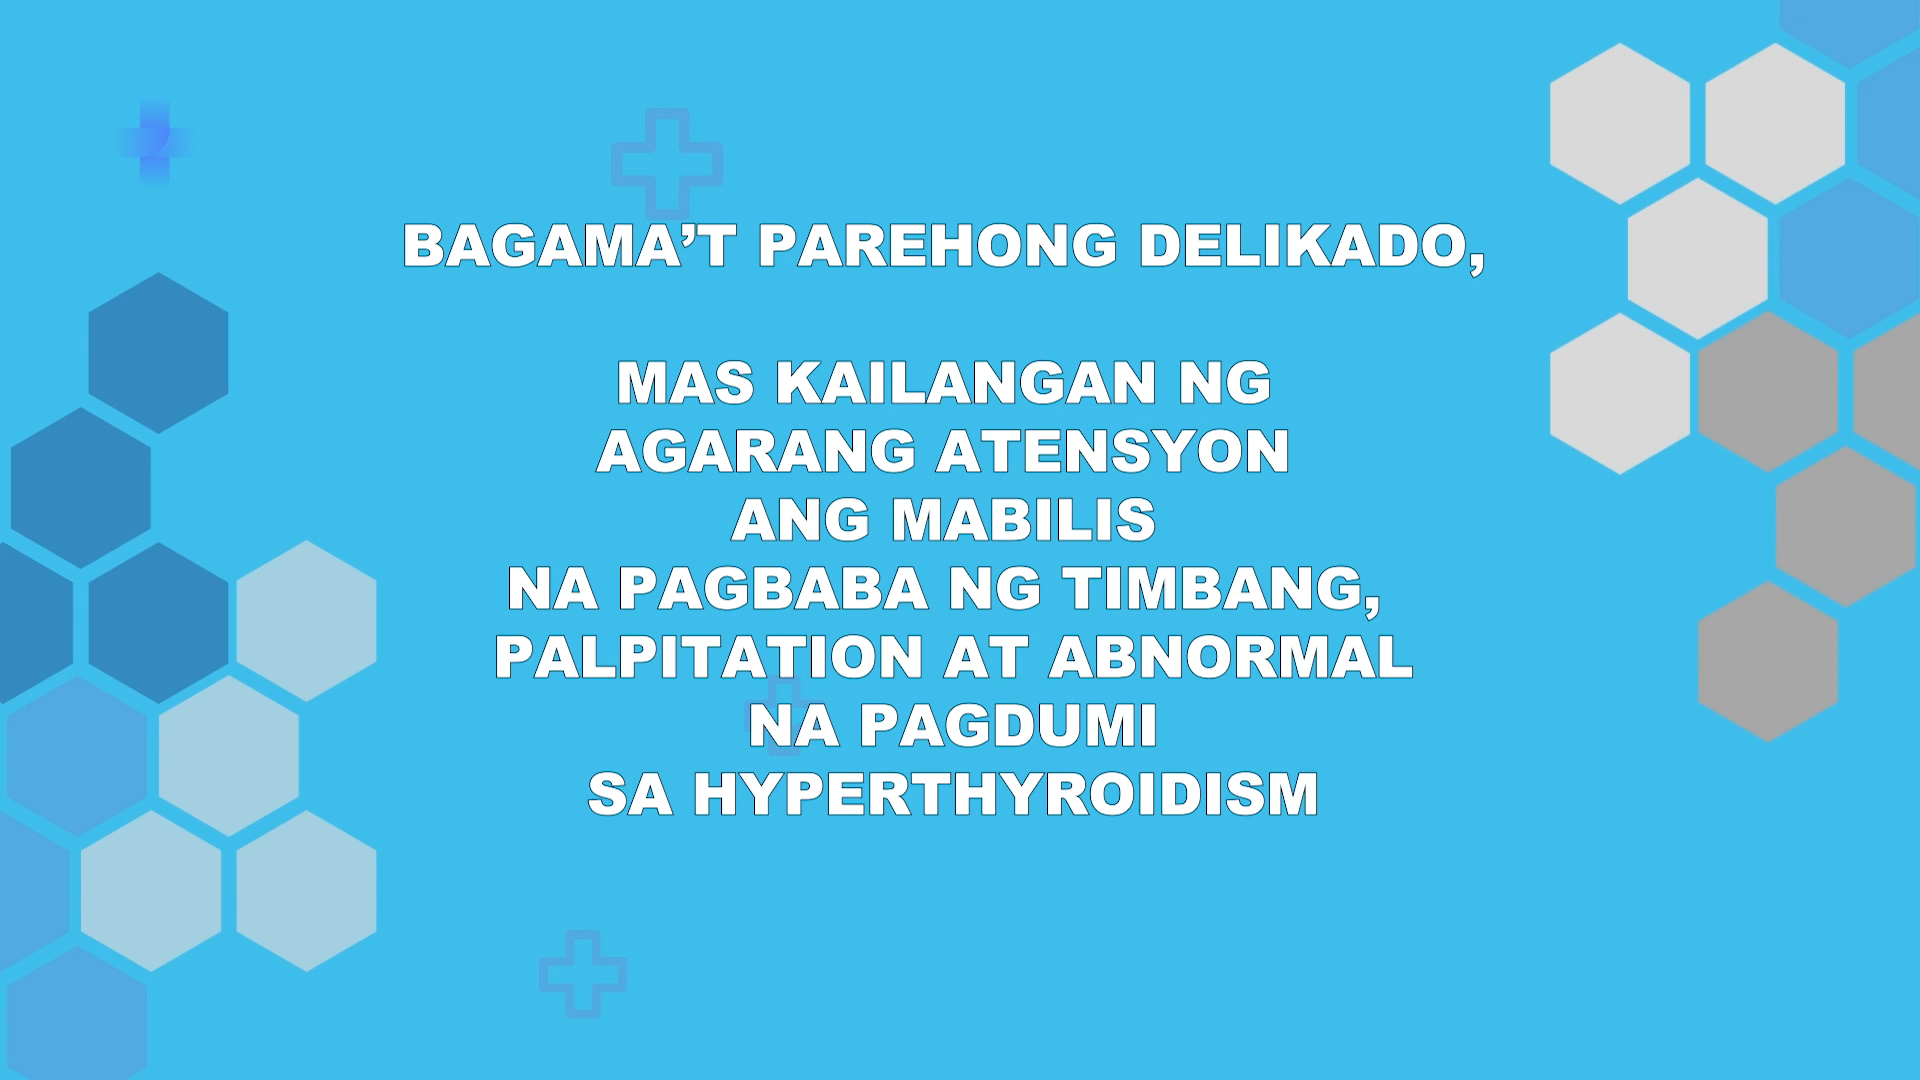 BAGAMA’T PAREHONG DELIKADO,
MAS KAILANGAN NG
AGARANG ATENSYON
ANG MABILIS
NA PAGBABA NG TIMBANG,
PALPITATION AT ABNORMAL
NA PAGDUMI
SA HYPERTHYROIDISM